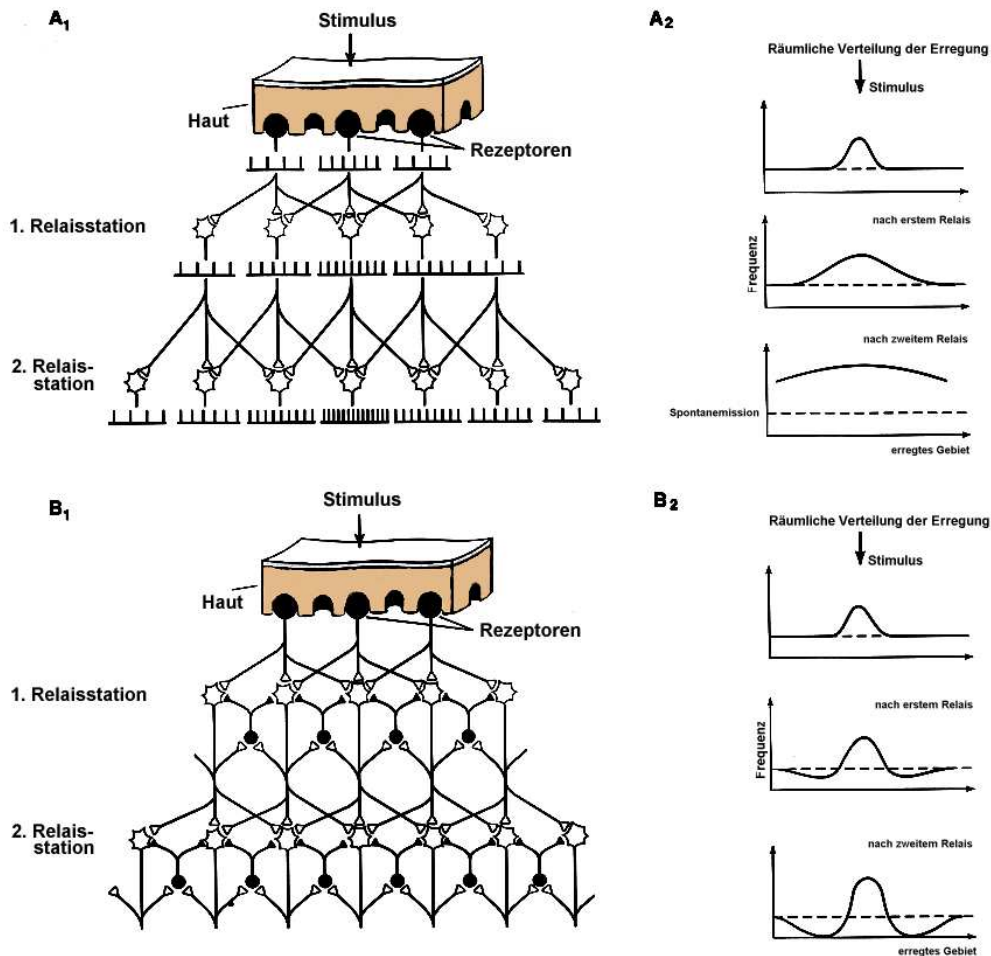 A1
Stimulus
Haut
Rezeptoren
1. Relaisstation
2. Relais-
station
A2
Räumliche Verteilung der Erregung
Stimulus
nach erstem Relais
Frequenz
nach zweitem Relais
Spontanemission
erregtes Gebiet
B1
Stimulus
Haut
Rezeptoren
1. Relaisstation
2. Relais-
station
B2
Räumliche Verteilung der Erregung
Stimulus
nach erstem Relais
Frequenz
nach zweitem Relais
erregtes Gebiet